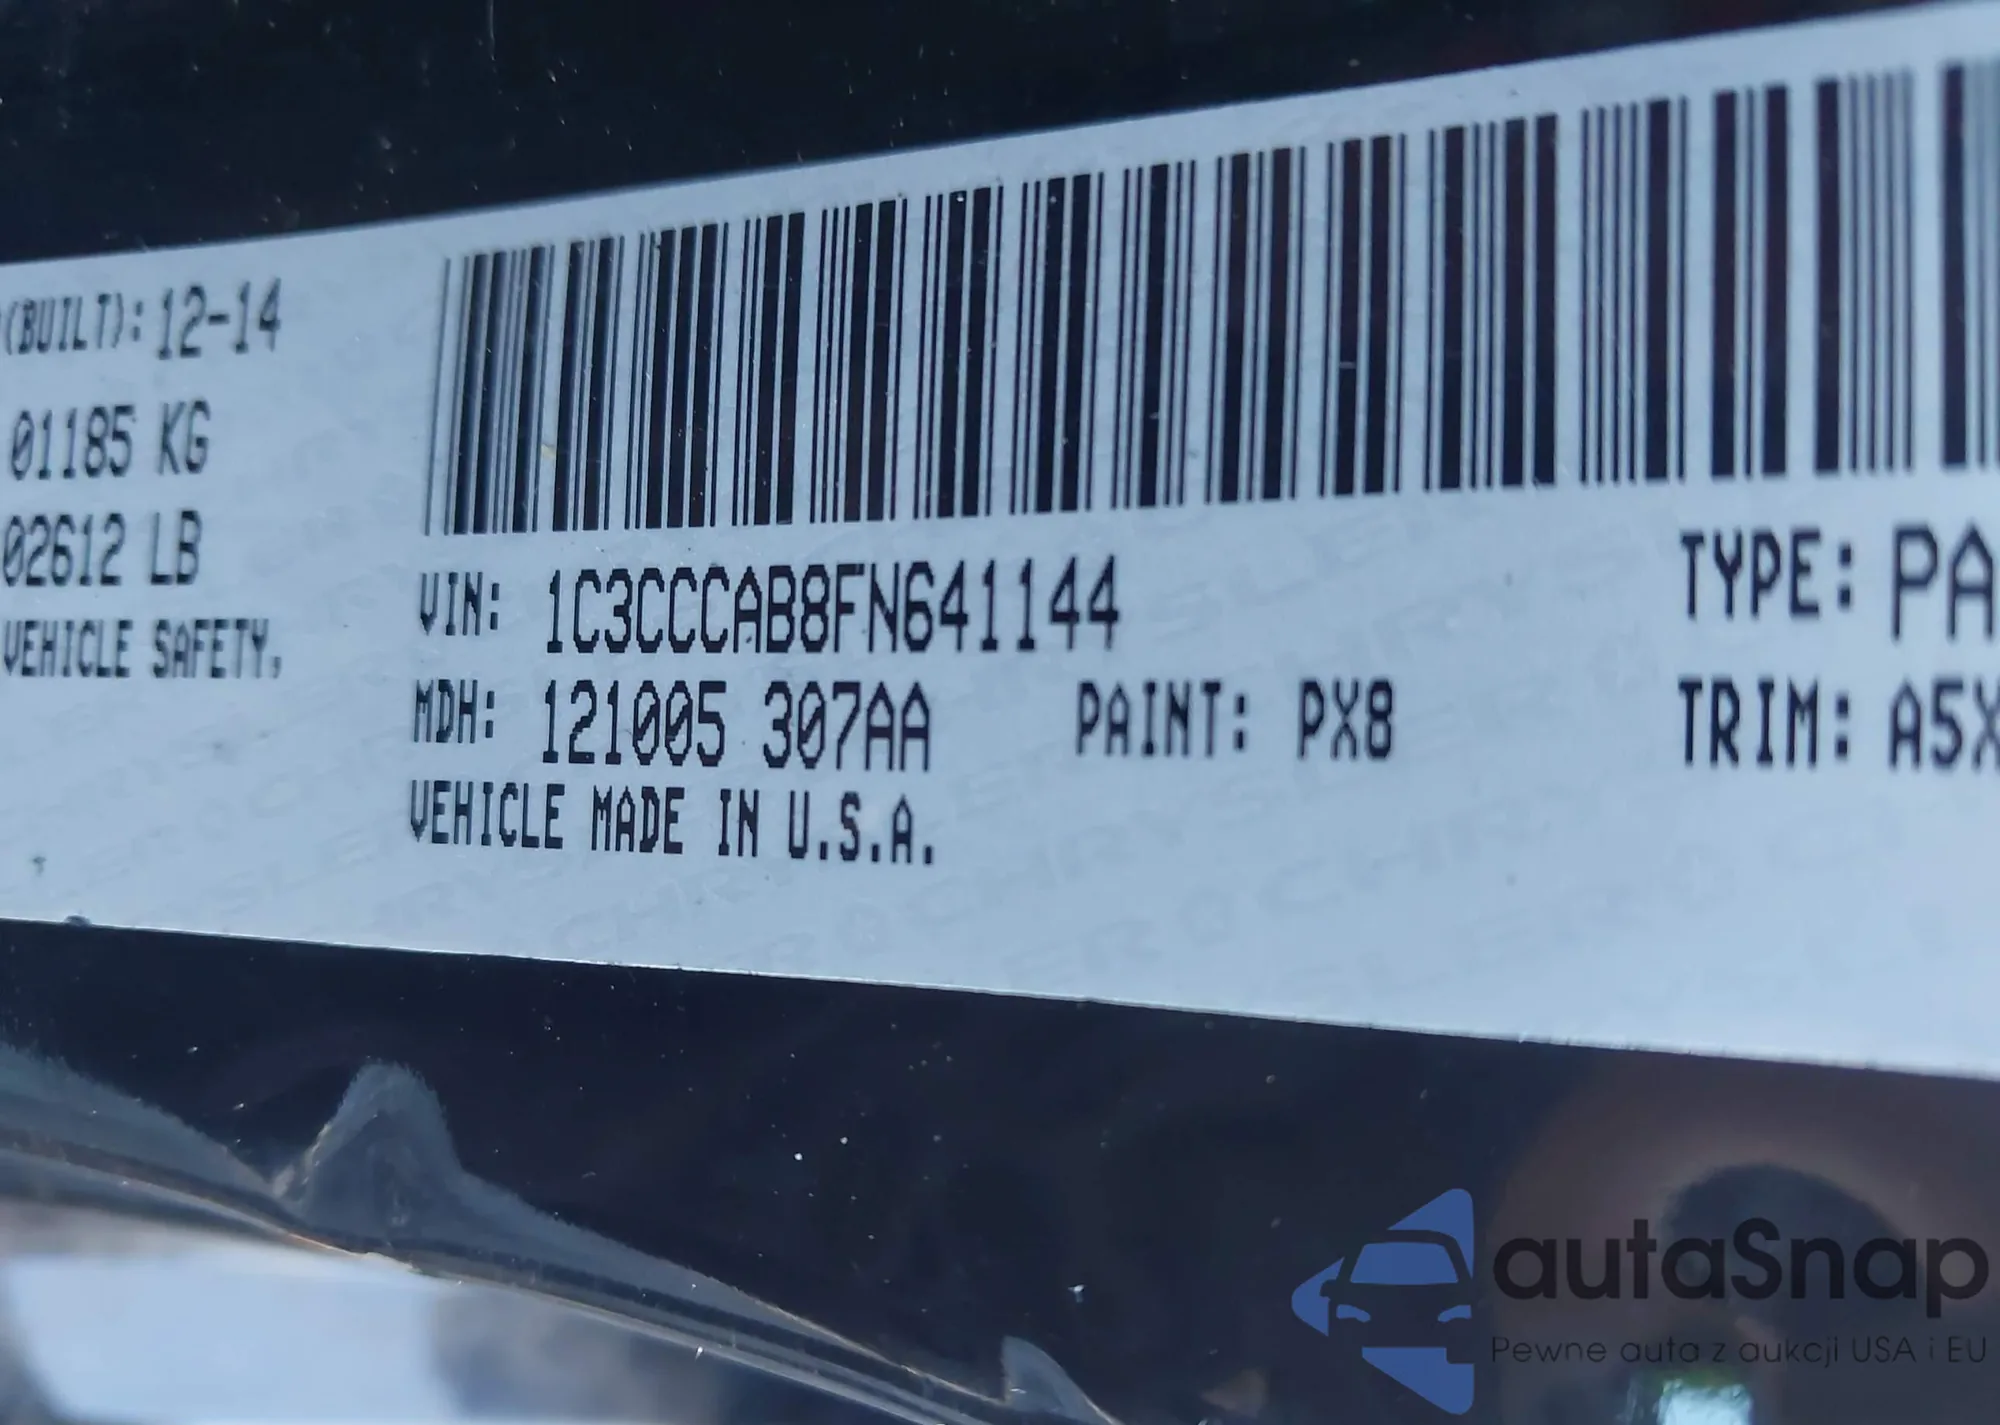 (BUILT): 12-14
01185 KG
02612 LB
VEHICLE SAFETY,
VIN: 1C3CCCAB8FN641144
MDH: 121005 307AA
PAINT: PX8
VEHICLE MADE IN U.S.A.
TYPE: PA
TRIM: A5X
autaSnap
Pewne auta z aukcji USA i EU